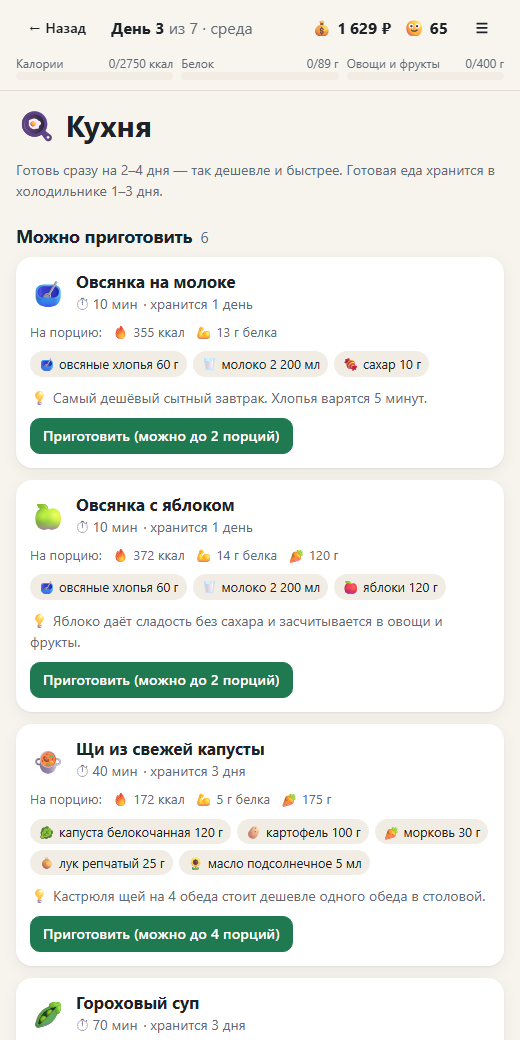 ← Назад
День 3 из 7 · среда
1 629 ₽
65
☰
Калории 0/2750 ккал
Белок 0/89 г
Овощи и фрукты 0/400 г
Кухня
Готовь сразу на 2–4 дня — так дешевле и быстрее. Готовая еда хранится в
холодильнике 1–3 дня.
Можно приготовить 6
Овсянка на молоке
10 мин · хранится 1 день
На порцию: 355 ккал 13 г белка
овсяные хлопья 60 г молоко 2 200 мл сахар 10 г
Самый дешёвый сытный завтрак. Хлопья варятся 5 минут.
Приготовить (можно до 2 порций)
Овсянка с яблоком
10 мин · хранится 1 день
На порцию: 372 ккал 14 г белка 120 г
овсяные хлопья 60 г молоко 2 200 мл яблоки 120 г
Яблоко даёт сладость без сахара и засчитывается в овощи и
фрукты.
Приготовить (можно до 2 порций)
Щи из свежей капусты
40 мин · хранится 3 дня
На порцию: 172 ккал 5 г белка 175 г
капуста белокочанная 120 г картофель 100 г морковь 30 г
лук репчатый 25 г масло подсолнечное 5 мл
Кастрюля щей на 4 обеда стоит дешевле одного обеда в столовой.
Приготовить (можно до 4 порций)
Гороховый суп
70 мин · хранится 3 дня